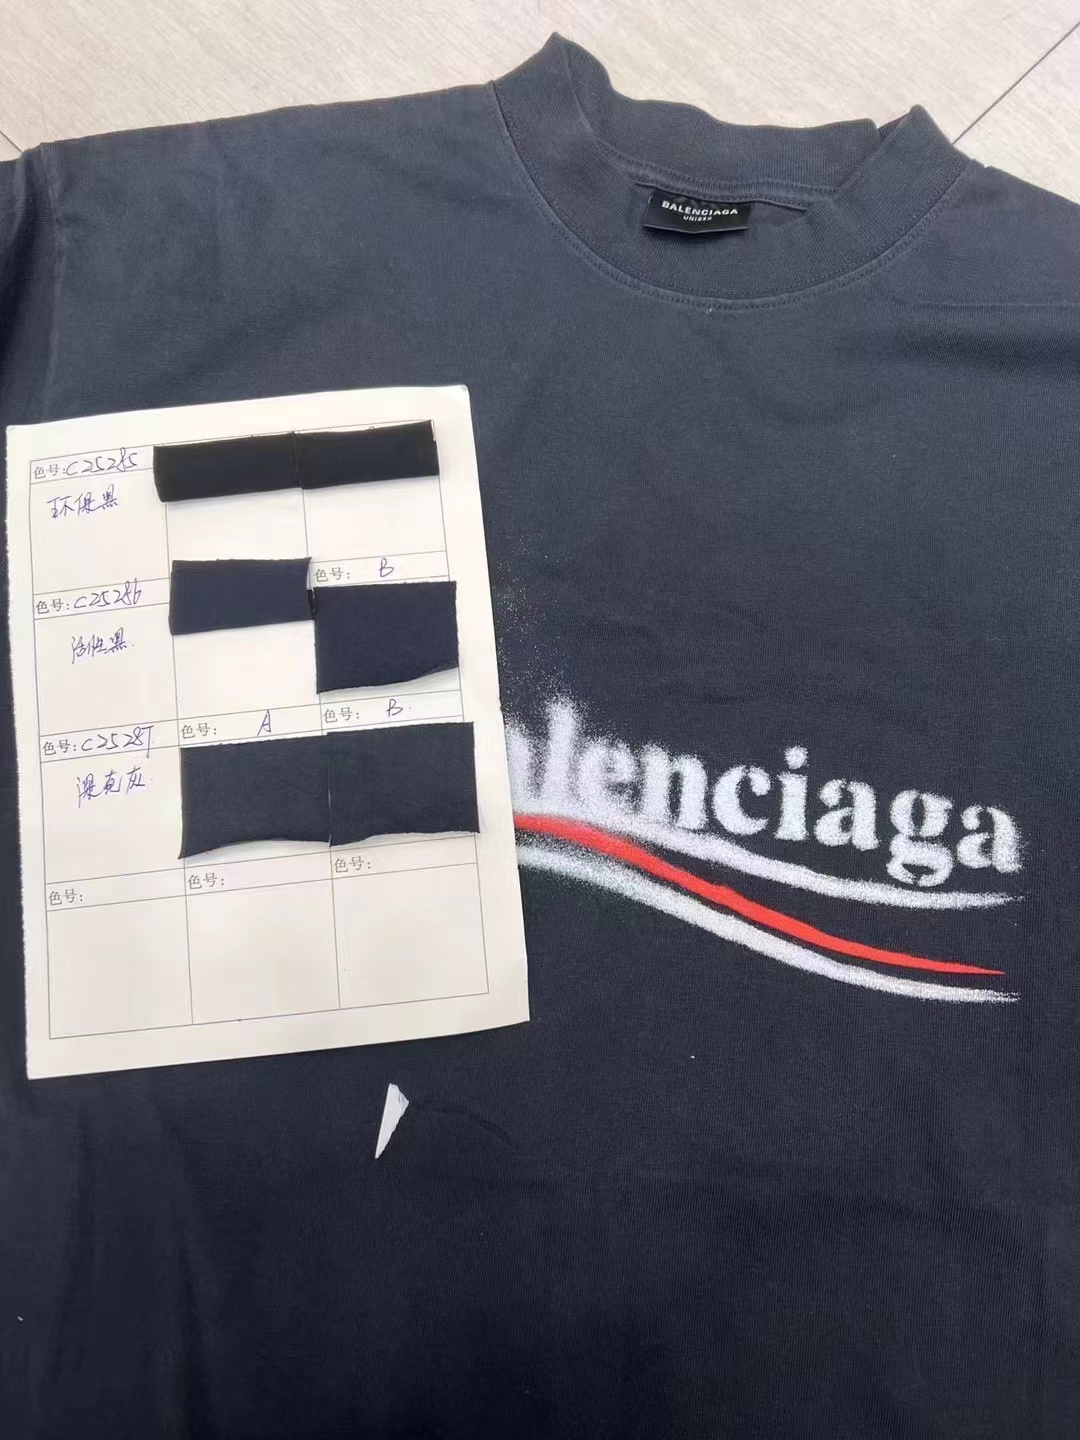 BALENCIAGA
UNISEX
色号:C25285
环保黑
色号: B
色号:C25286
活性黑
色号: A
色号: B
色号:C25287
深克灰
色号:
色号:
色号:
alenciaga